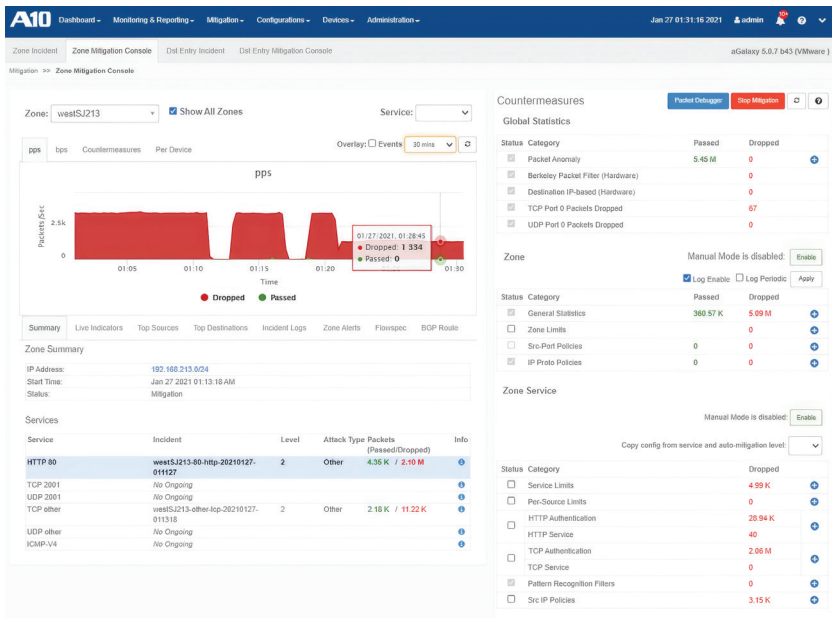 A10 Dashboard Monitoring & Reporting Mitigation Configurations Devices Administration Jan 27 01:31:16 2021 admin 10+
Zone Incident Zone Mitigation Console Dst Entry Incident Dst Entry Mitigation Console aGalaxy 5.0.7 b43 (VMware )
Mitigation >> Zone Mitigation Console
Zone: westSJ213 Show All Zones Service:
pps bps Countermeasures Per Device Overlay: Events 30 mins
pps
Packets /Sec
2.5k
0
01/27/2021, 01:28:45
Dropped: 1 334
Passed: 0
01:05 01:10 01:15 01:20 01:30
Time
Dropped Passed
Summary Live Indicators Top Sources Top Destinations Incident Logs Zone Alerts Flowspec BGP Route
Zone Summary
IP Address: 192.168.213.0/24
Start Time: Jan 27 2021 01:13:18 AM
Status: Mitigation
Services
Service Incident Level Attack Type Packets (Passed/Dropped) Info
HTTP 80 westSJ213-80-http-20210127-011127 2 Other 4.35 K / 2.10 M
TCP 2001 No Ongoing
UDP 2001 No Ongoing
TCP other westSJ213-other-tcp-20210127-011318 2 Other 2.18 K / 11.22 K
UDP other No Ongoing
ICMP-V4 No Ongoing
Countermeasures Packet Debugger Stop Mitigation
Global Statistics
Status Category Passed Dropped
Packet Anomaly 5.45 M 0
Berkeley Packet Filter (Hardware) 0
Destination IP-based (Hardware) 0
TCP Port 0 Packets Dropped 67
UDP Port 0 Packets Dropped 0
Zone Manual Mode is disabled: Enable
Log Enable Log Periodic Apply
Status Category Passed Dropped
General Statistics 360.57 K 5.09 M
Zone Limits 0
Src-Port Policies 0 0
IP Proto Policies 0 0
Zone Service
Manual Mode is disabled: Enable
Copy config from service and auto-mitigation level:
Status Category Dropped
Service Limits 4.99 K
Per-Source Limits 0
HTTP Authentication 28.94 K
HTTP Service 40
TCP Authentication 2.06 M
TCP Service 0
Pattern Recognition Filters 0
Src IP Policies 3.15 K